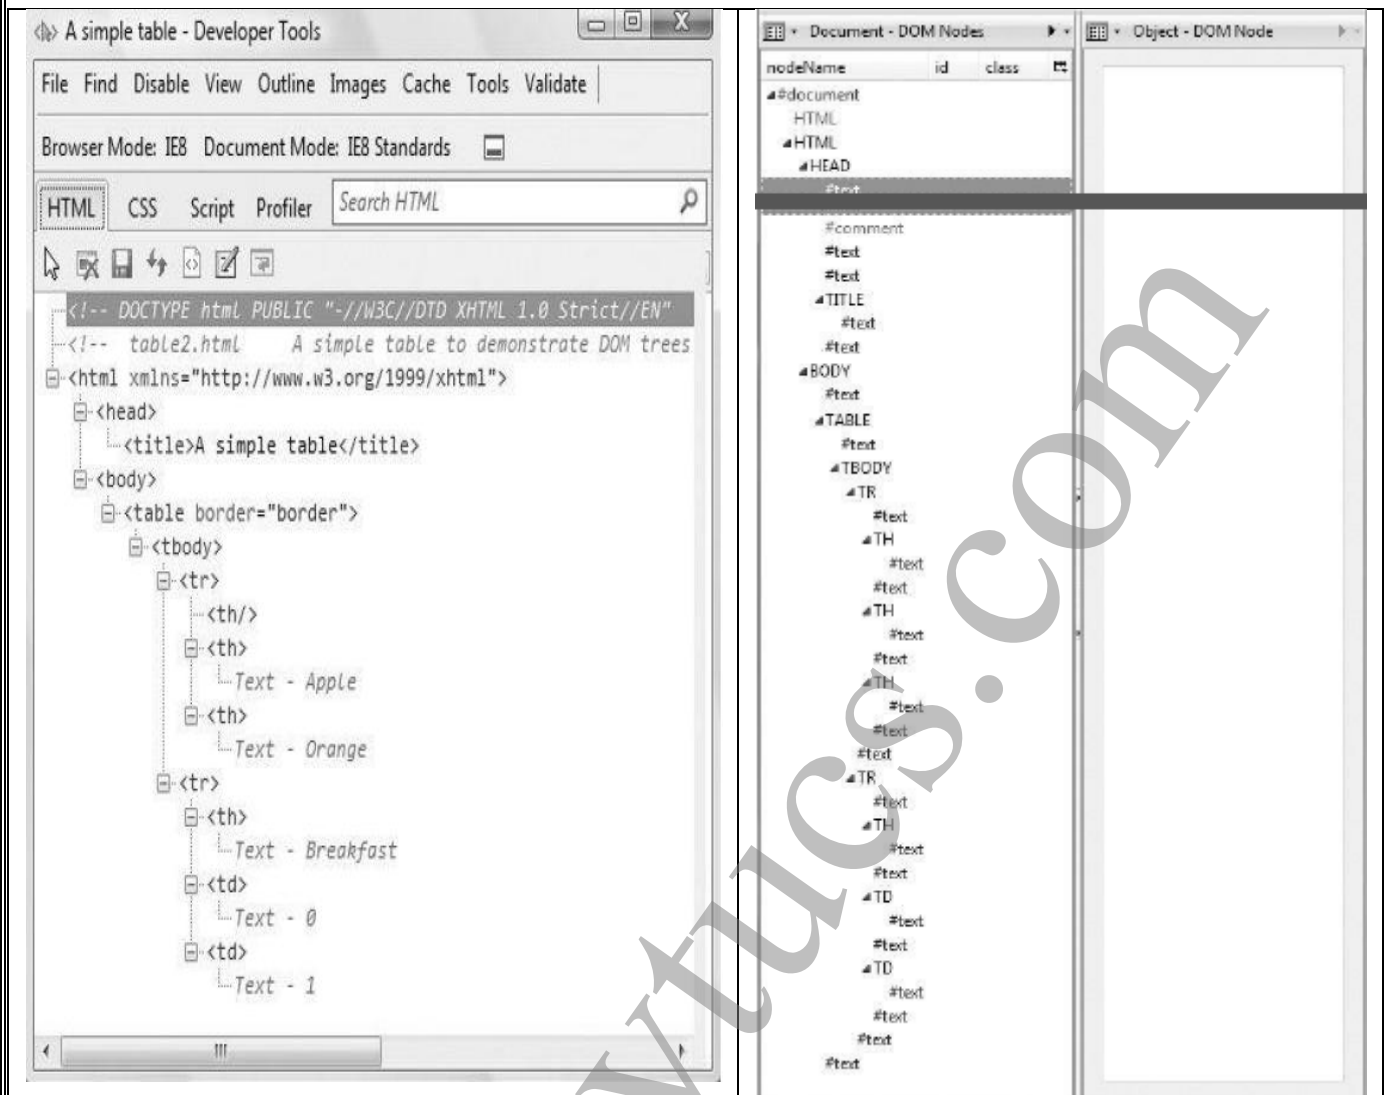 A simple table - Developer Tools
File Find Disable View Outline Images Cache Tools Validate
Browser Mode: IE8 Document Mode: IE8 Standards
HTML CSS Script Profiler Search HTML
<!-- DOCTYPE html PUBLIC "-//W3C//DTD XHTML 1.0 Strict//EN"
<!-- table2.html A simple table to demonstrate DOM trees
<html xmlns="http://www.w3.org/1999/xhtml">
<head>
<title>A simple table</title>
<body>
<table border="border">
<tbody>
<tr>
<th/>
<th>
Text - Apple
<th>
Text - Orange
<tr>
<th>
Text - Breakfast
<td>
Text - 0
<td>
Text - 1
Document - DOM Nodes
nodeName id class
#document
HTML
HTML
HEAD
#text
#comment
#text
#text
TITLE
#text
#text
BODY
#text
TABLE
#text
TBODY
TR
#text
TH
#text
#text
TH
#text
#text
TH
#text
#text
#text
TR
#text
TH
#text
#text
TD
#text
#text
TD
#text
#text
#text
#text
Object - DOM Node
vtucs.com